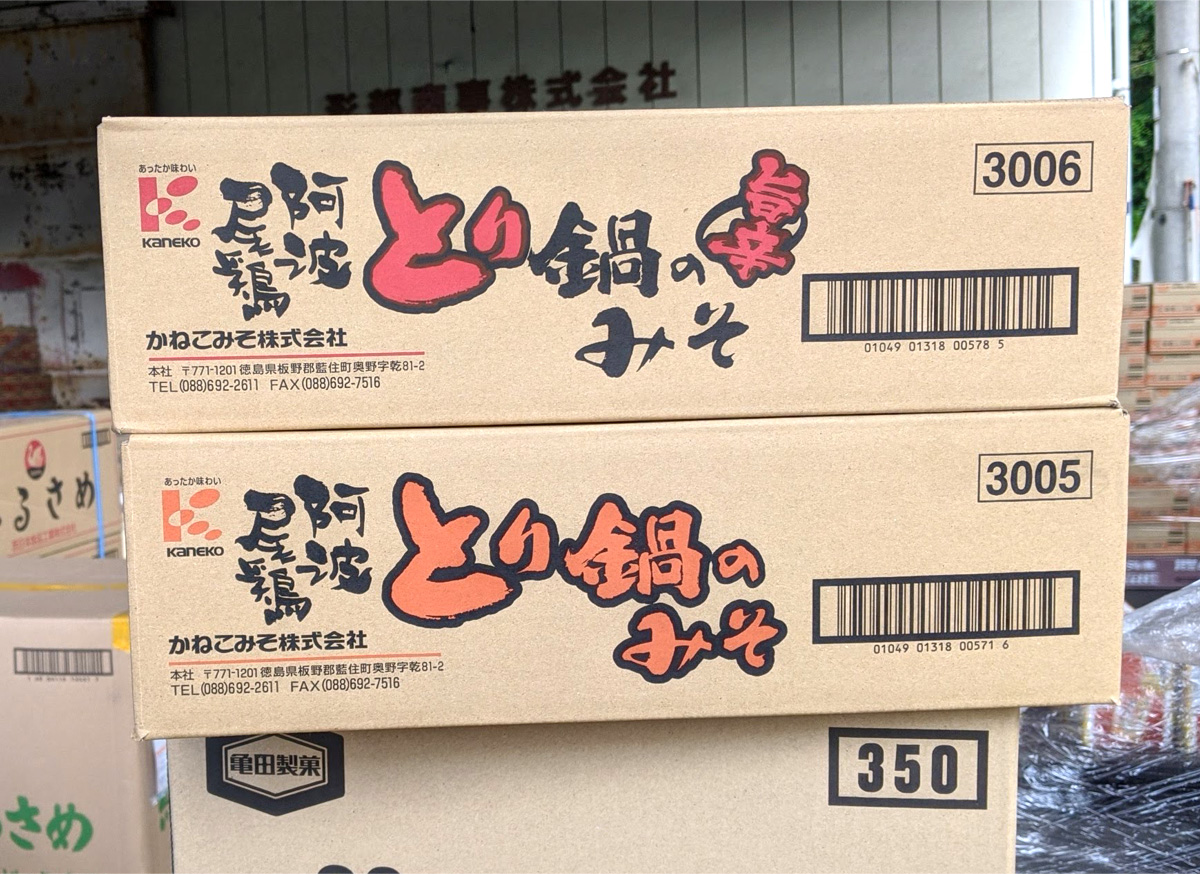 株式会社
あったか味わい
KANEKO
阿波
尾鶏
とり鍋の
旨辛
みそ
3006
かねこみそ株式会社
本社 〒771-1201 徳島県板野郡藍住町奥野字乾81-2
TEL(088)692-2611 FAX(088)692-7516
01049 01318 00578 5
あったか味わい
KANEKO
阿波
尾鶏
とり鍋の
みそ
3005
かねこみそ株式会社
本社 〒771-1201 徳島県板野郡藍住町奥野字乾81-2
TEL(088)692-2611 FAX(088)692-7516
01049 01318 00571 6
るさめ
亀田製菓
350
さめ